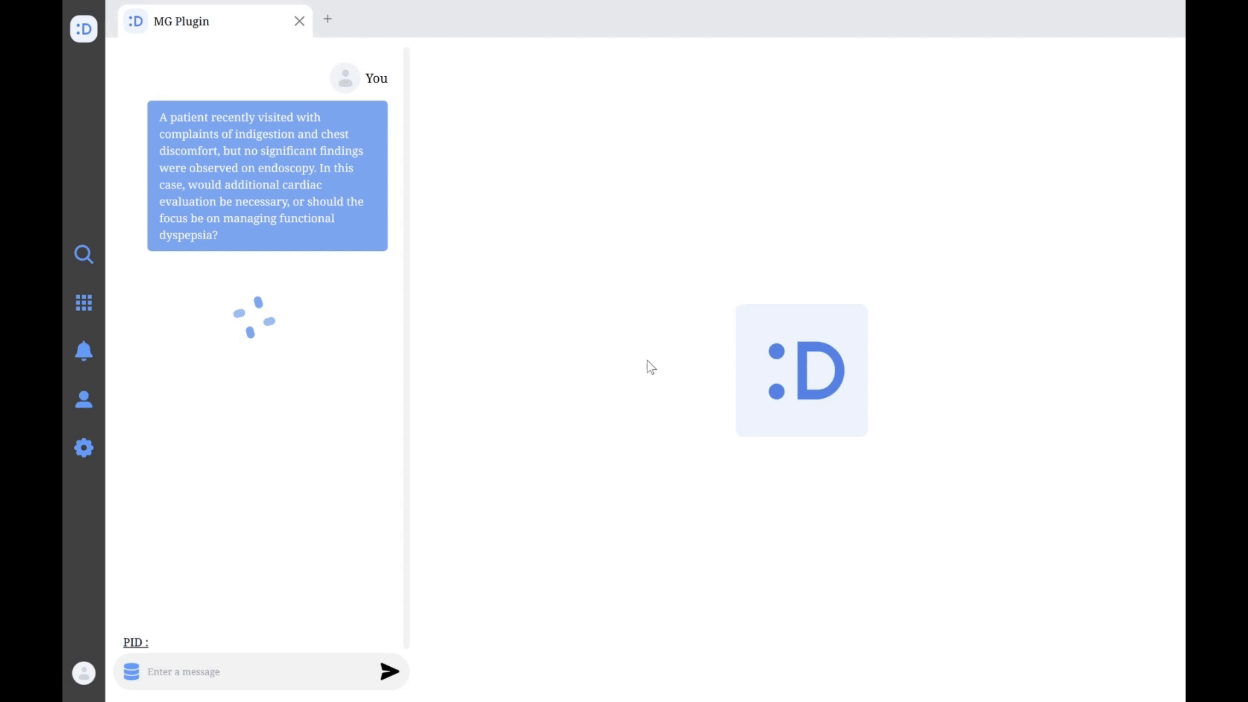 :D
:D MG Plugin
You
A patient recently visited with
complaints of indigestion and chest
discomfort, but no significant findings
were observed on endoscopy. In this
case, would additional cardiac
evaluation be necessary, or should the
focus be on managing functional
dyspepsia?
:D
PID :
Enter a message